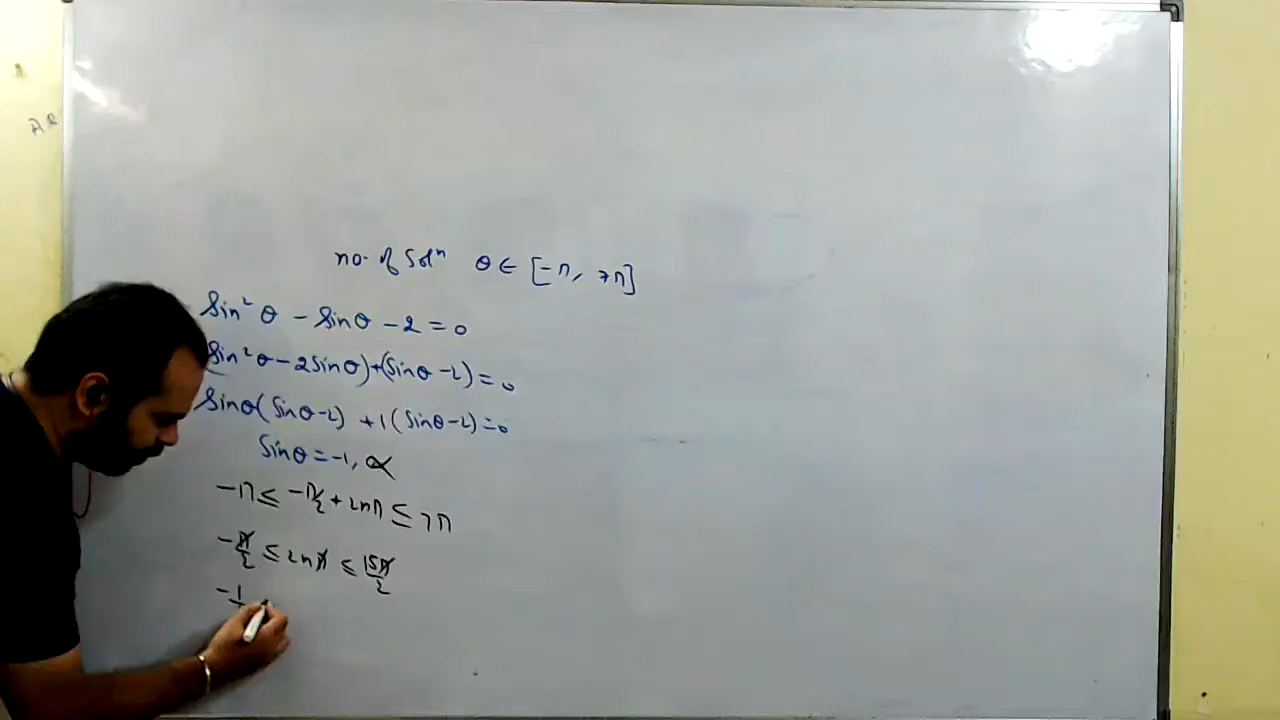 AR
no. of Solⁿ θ ∈ [-π, 7π]
Sin²θ - Sinθ - 2 = 0
(Sin²θ - 2Sinθ) + (Sinθ - 2) = 0
Sinθ(Sinθ-2) + 1(Sinθ-2) = 0
Sinθ = -1, 2
-π ≤ -π/2 + 2nπ ≤ 7π
-π/2 ≤ 2nπ ≤ 15π/2
-1